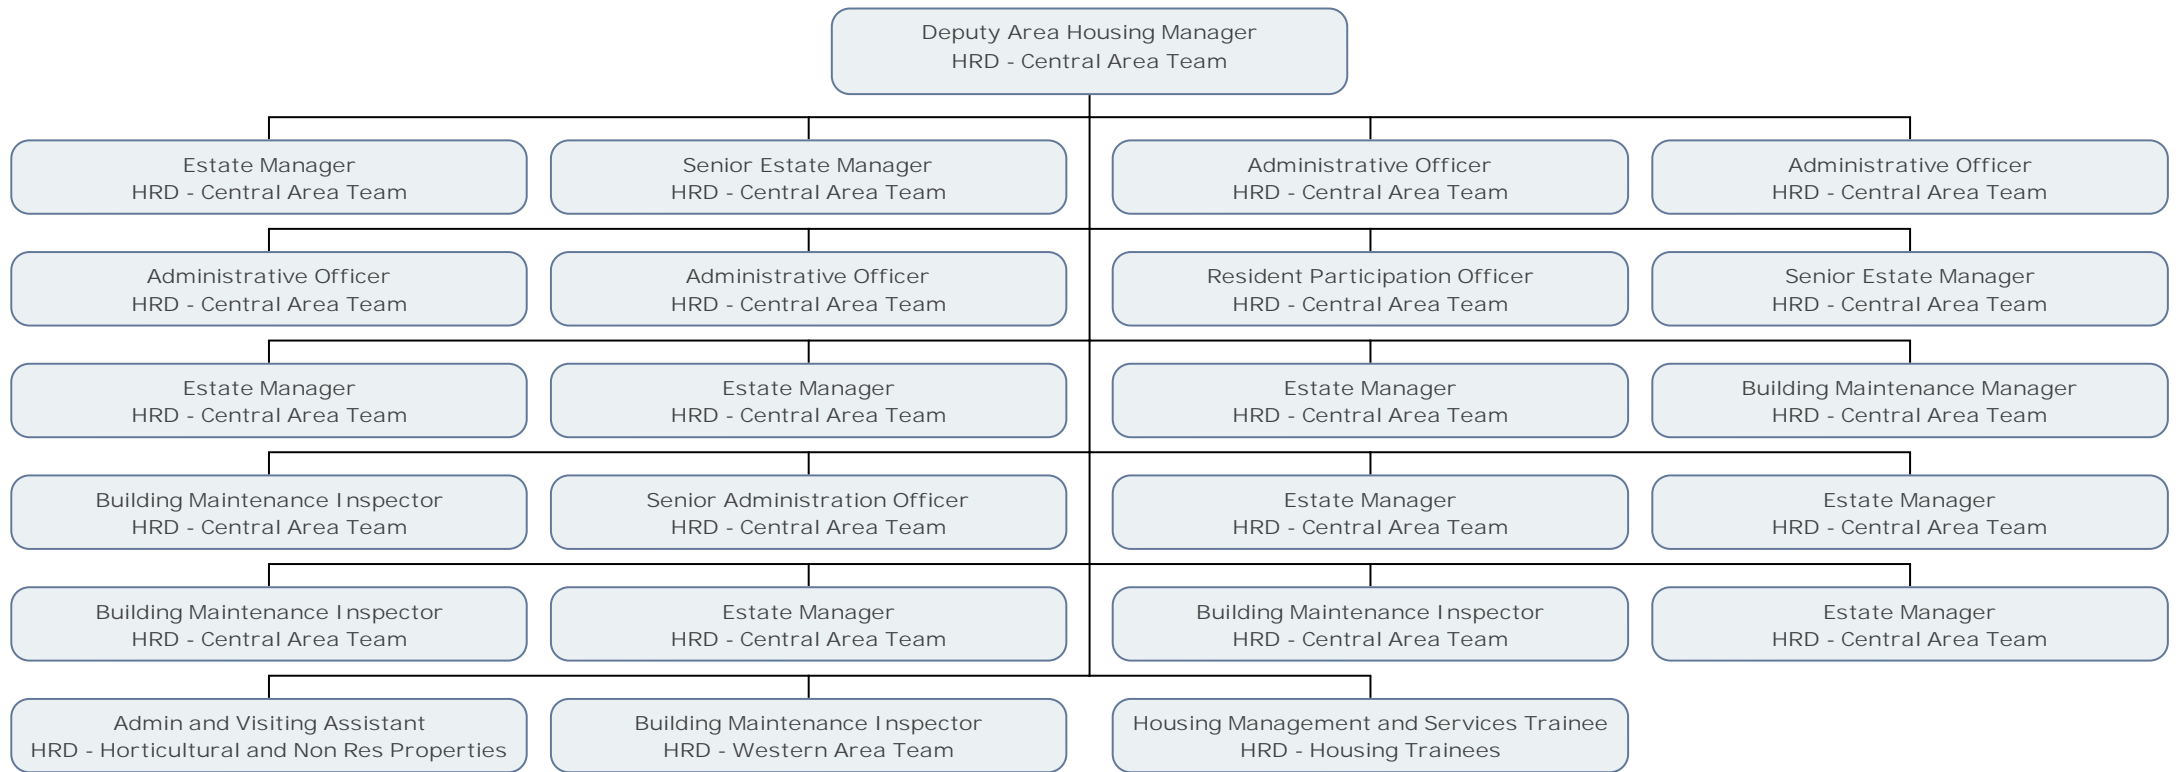 Deputy Area Housing Manager
HRD - Central Area Team
Estate Manager
HRD - Central Area Team
Senior Estate Manager
HRD - Central Area Team
Administrative Officer
HRD - Central Area Team
Administrative Officer
HRD - Central Area Team
Administrative Officer
HRD - Central Area Team
Administrative Officer
HRD - Central Area Team
Resident Participation Officer
HRD - Central Area Team
Senior Estate Manager
HRD - Central Area Team
Estate Manager
HRD - Central Area Team
Estate Manager
HRD - Central Area Team
Estate Manager
HRD - Central Area Team
Building Maintenance Manager
HRD - Central Area Team
Building Maintenance Inspector
HRD - Central Area Team
Senior Administration Officer
HRD - Central Area Team
Estate Manager
HRD - Central Area Team
Estate Manager
HRD - Central Area Team
Building Maintenance Inspector
HRD - Central Area Team
Estate Manager
HRD - Central Area Team
Building Maintenance Inspector
HRD - Central Area Team
Estate Manager
HRD - Central Area Team
Admin and Visiting Assistant
HRD - Horticultural and Non Res Properties
Building Maintenance Inspector
HRD - Western Area Team
Housing Management and Services Trainee
HRD - Housing Trainees